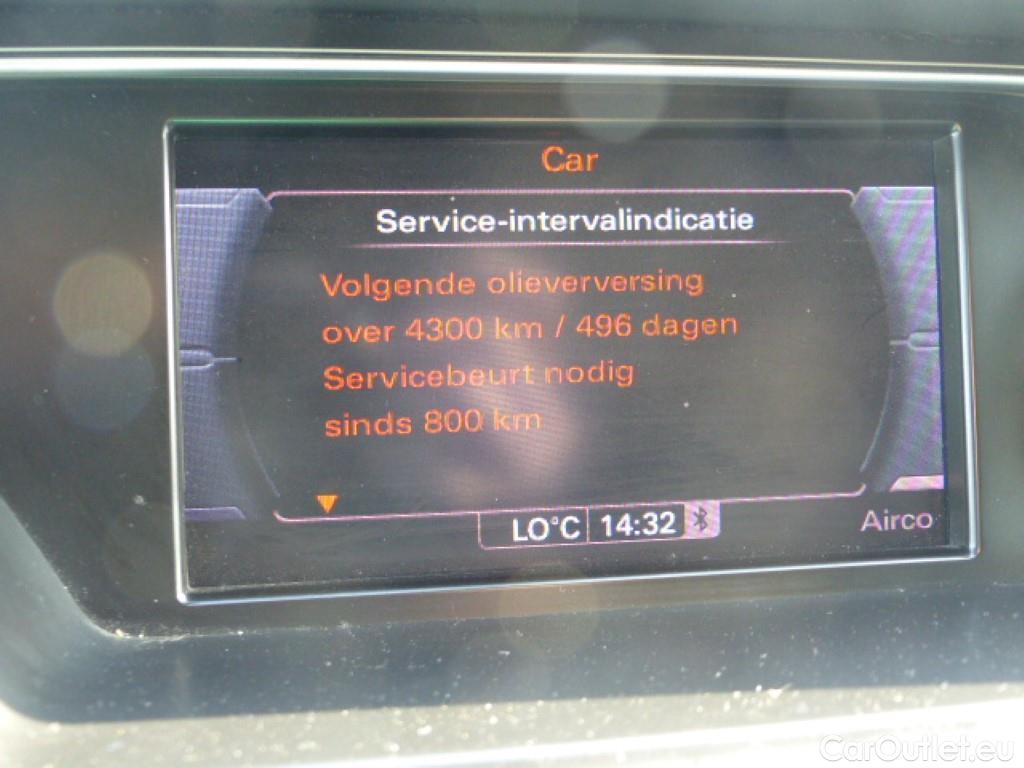 Car
Service-intervalindicatie
Volgende olieverversing
over 4300 km / 496 dagen
Servicebeurt nodig
sinds 800 km
LO°C 14:32
Airco
CarOutlet.eu